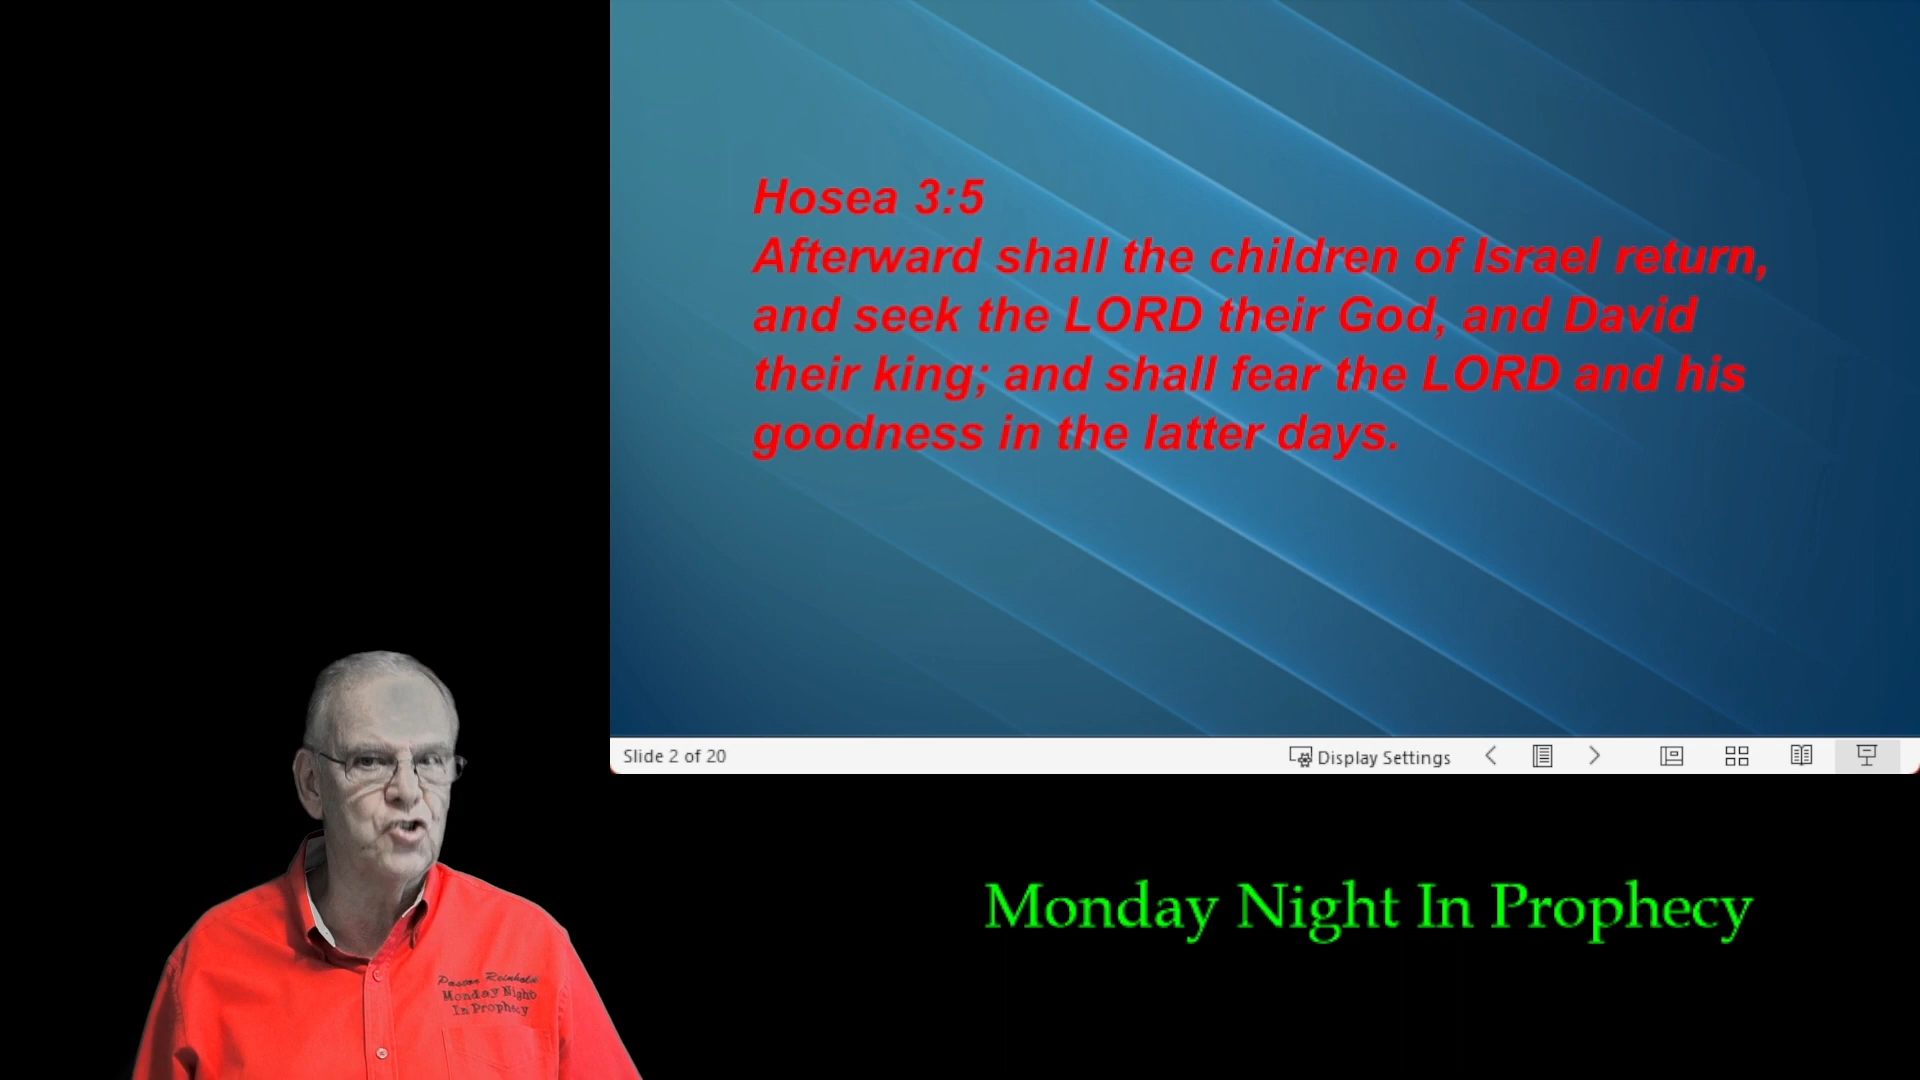 Hosea 3:5
Afterward shall the children of Israel return,
and seek the LORD their God, and David
their king; and shall fear the LORD and his
goodness in the latter days.
Slide 2 of 20
Display Settings
Monday Night In Prophecy
Pastor Reinhold
Monday Night
In Prophecy